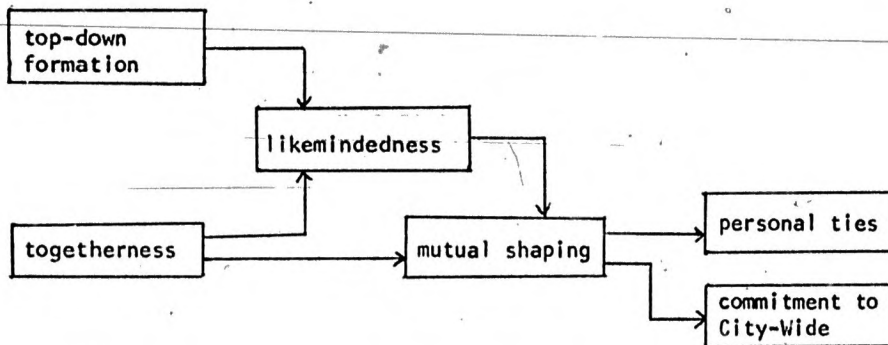 top-down
formation
likemindedness
togetherness
mutual shaping
personal ties
commitment to
City-Wide